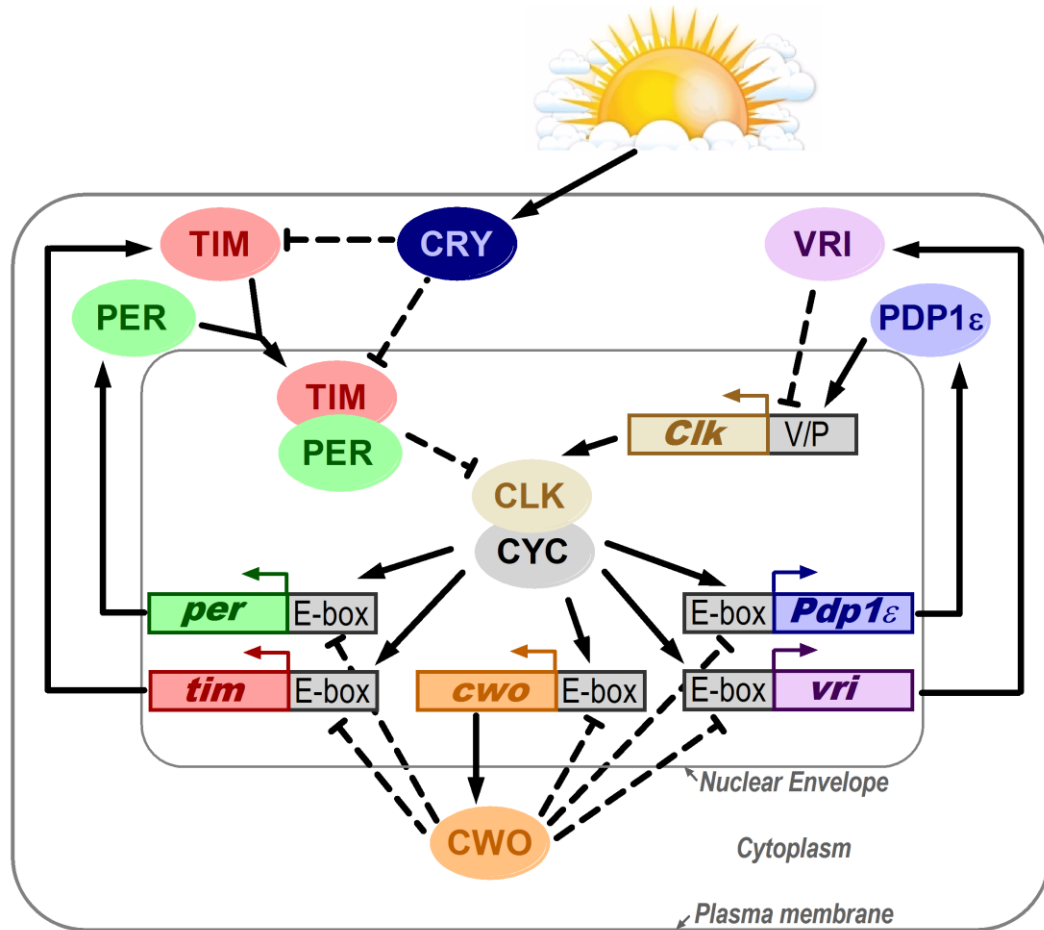 TIM
CRY
VRI
PER
PDP1ε
TIM
PER
Clk V/P
CLK
CYC
per E-box
E-box Pdp1ε
tim E-box
cwo E-box
E-box vri
Nuclear Envelope
CWO
Cytoplasm
Plasma membrane